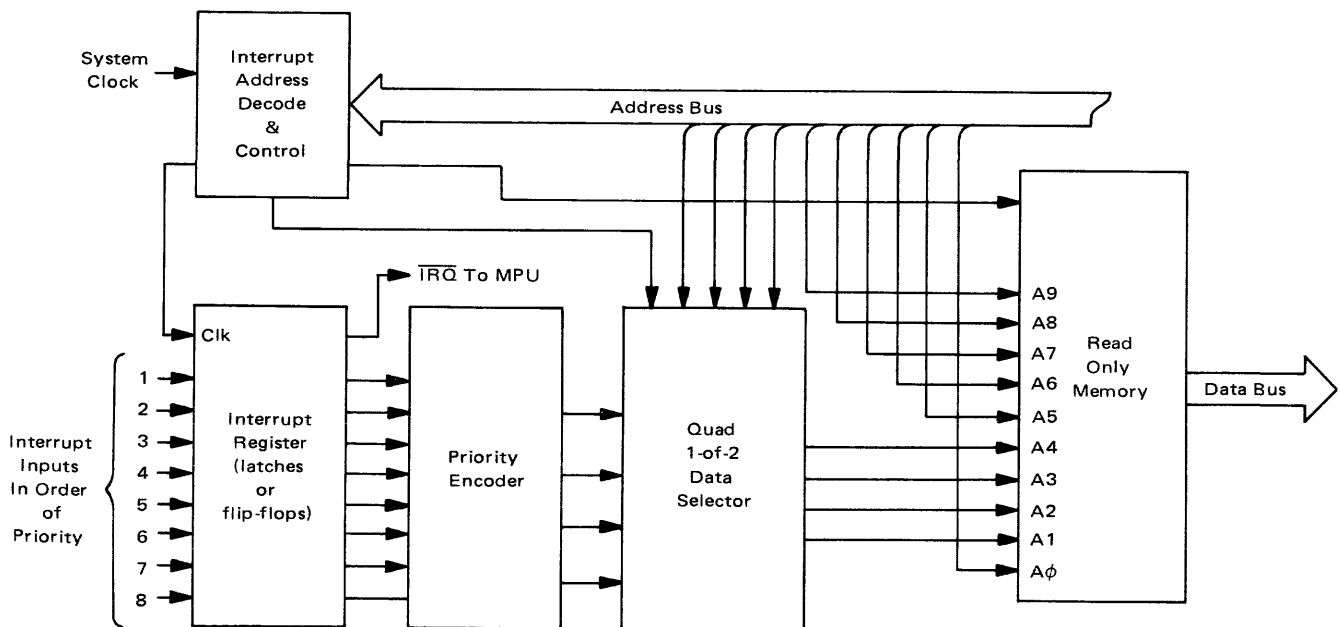 System
Clock
Interrupt
Address
Decode
&
Control
Address Bus
I̅R̅Q̅ To MPU
Clk
Interrupt
Inputs
In Order
of
Priority
1
2
3
4
5
6
7
8
Interrupt
Register
(latches
or
flip-flops)
Priority
Encoder
Quad
1-of-2
Data
Selector
A9
A8
A7
A6
A5
A4
A3
A2
A1
Aϕ
Read
Only
Memory
Data Bus